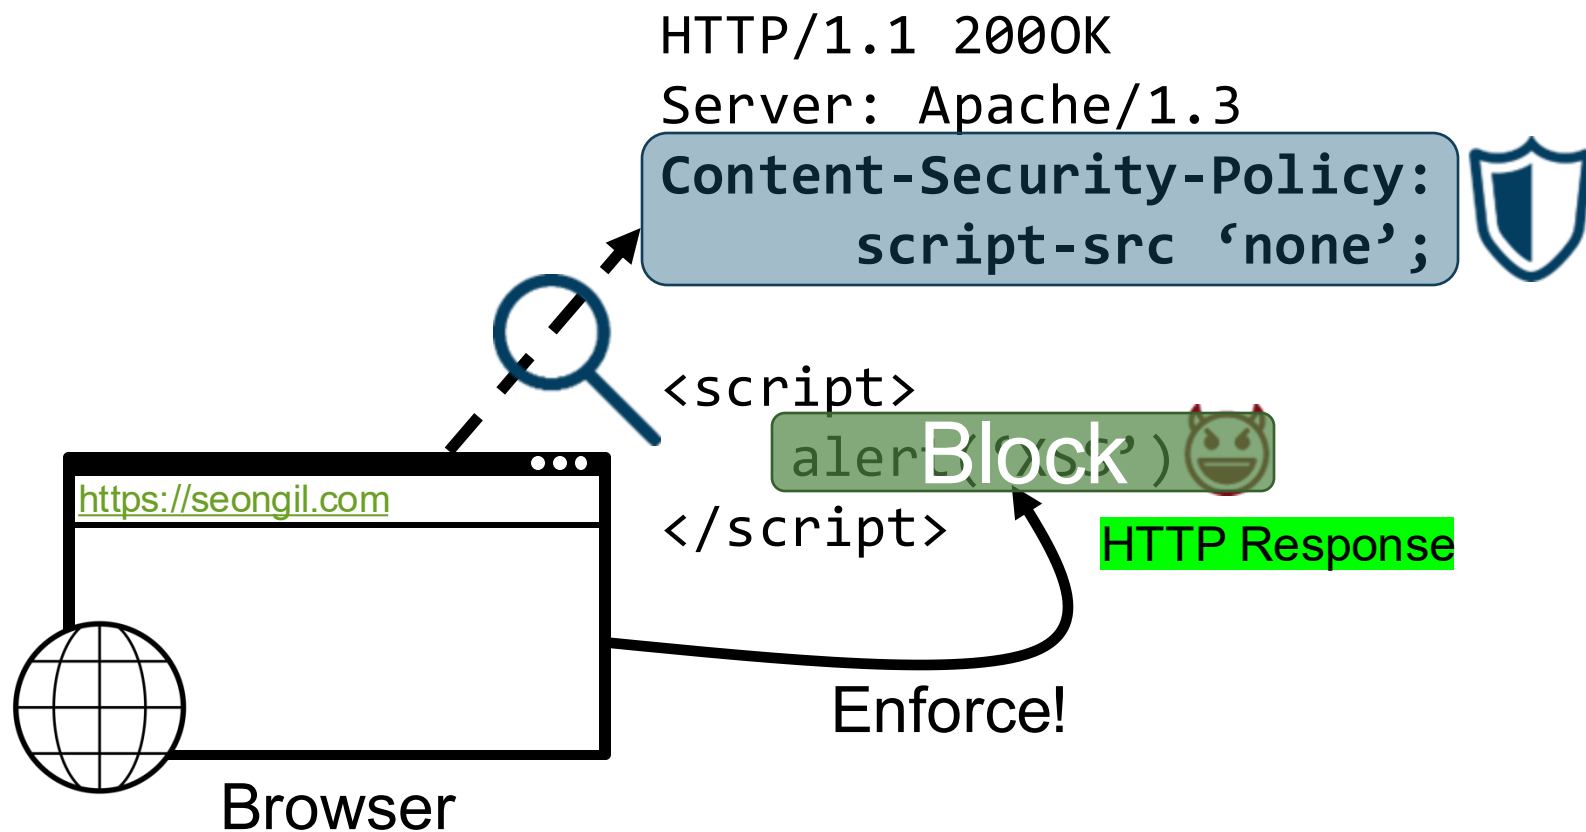 HTTP/1.1 200OK
Server: Apache/1.3
Content-Security-Policy:
script-src ‘none’;
<script>
alert(‘XSS’)
Block
</script>
HTTP Response
https://seongil.com
Enforce!
Browser